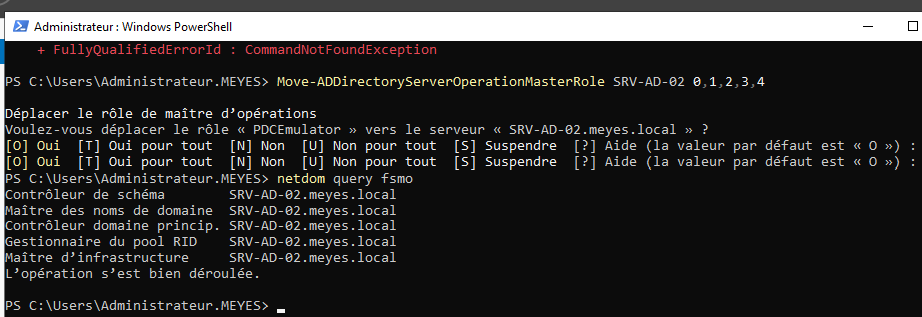 Administrateur : Windows PowerShell
+ FullyQualifiedErrorId : CommandNotFoundException
PS C:\Users\Administrateur.MEYES> Move-ADDirectoryServerOperationMasterRole SRV-AD-02 0,1,2,3,4
Déplacer le rôle de maître d’opérations
Voulez-vous déplacer le rôle « PDCEmulator » vers le serveur « SRV-AD-02.meyes.local » ?
[O] Oui  [T] Oui pour tout  [N] Non  [U] Non pour tout  [S] Suspendre  [?] Aide (la valeur par défaut est « O ») :
[O] Oui  [T] Oui pour tout  [N] Non  [U] Non pour tout  [S] Suspendre  [?] Aide (la valeur par défaut est « O ») :
PS C:\Users\Administrateur.MEYES> netdom query fsmo
Contrôleur de schéma        SRV-AD-02.meyes.local
Maître des noms de domaine  SRV-AD-02.meyes.local
Contrôleur domaine princip. SRV-AD-02.meyes.local
Gestionnaire du pool RID    SRV-AD-02.meyes.local
Maître d’infrastructure     SRV-AD-02.meyes.local
L’opération s’est bien déroulée.
PS C:\Users\Administrateur.MEYES>